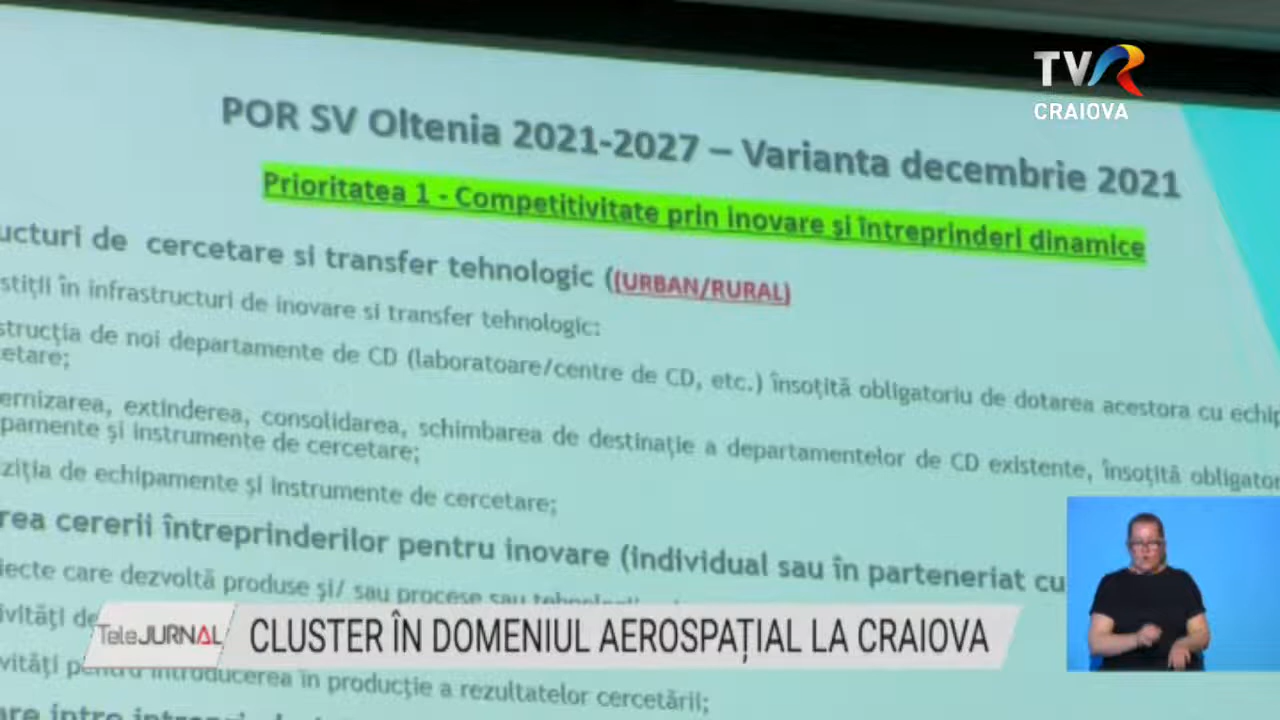 TVR
CRAIOVA
POR SV Oltenia 2021-2027 – Varianta decembrie 2021
Prioritatea 1 - Competitivitate prin inovare și întreprinderi dinamice
ucturi de cercetare si transfer tehnologic ((URBAN/RURAL)
stiții în infrastructuri de inovare si transfer tehnologic:
strucția de noi departamente de CD (laboratoare/centre de CD, etc.) însoțită obligatoriu de dotarea acestora cu echip
cetare;
ernizarea, extinderea, consolidarea, schimbarea de destinație a departamentelor de CD existente, însoțită obligator
pamente și instrumente de cercetare;
ziția de echipamente și instrumente de cercetare;
rea cererii întreprinderilor pentru inovare (individual sau în parteneriat cu
iecte care dezvoltă produse și/ sau procese sau
ivități de
TeleJURNAL
CLUSTER ÎN DOMENIUL AEROSPAȚIAL LA CRAIOVA
vități pentru introducerea în producție a rezultatelor cercetării;